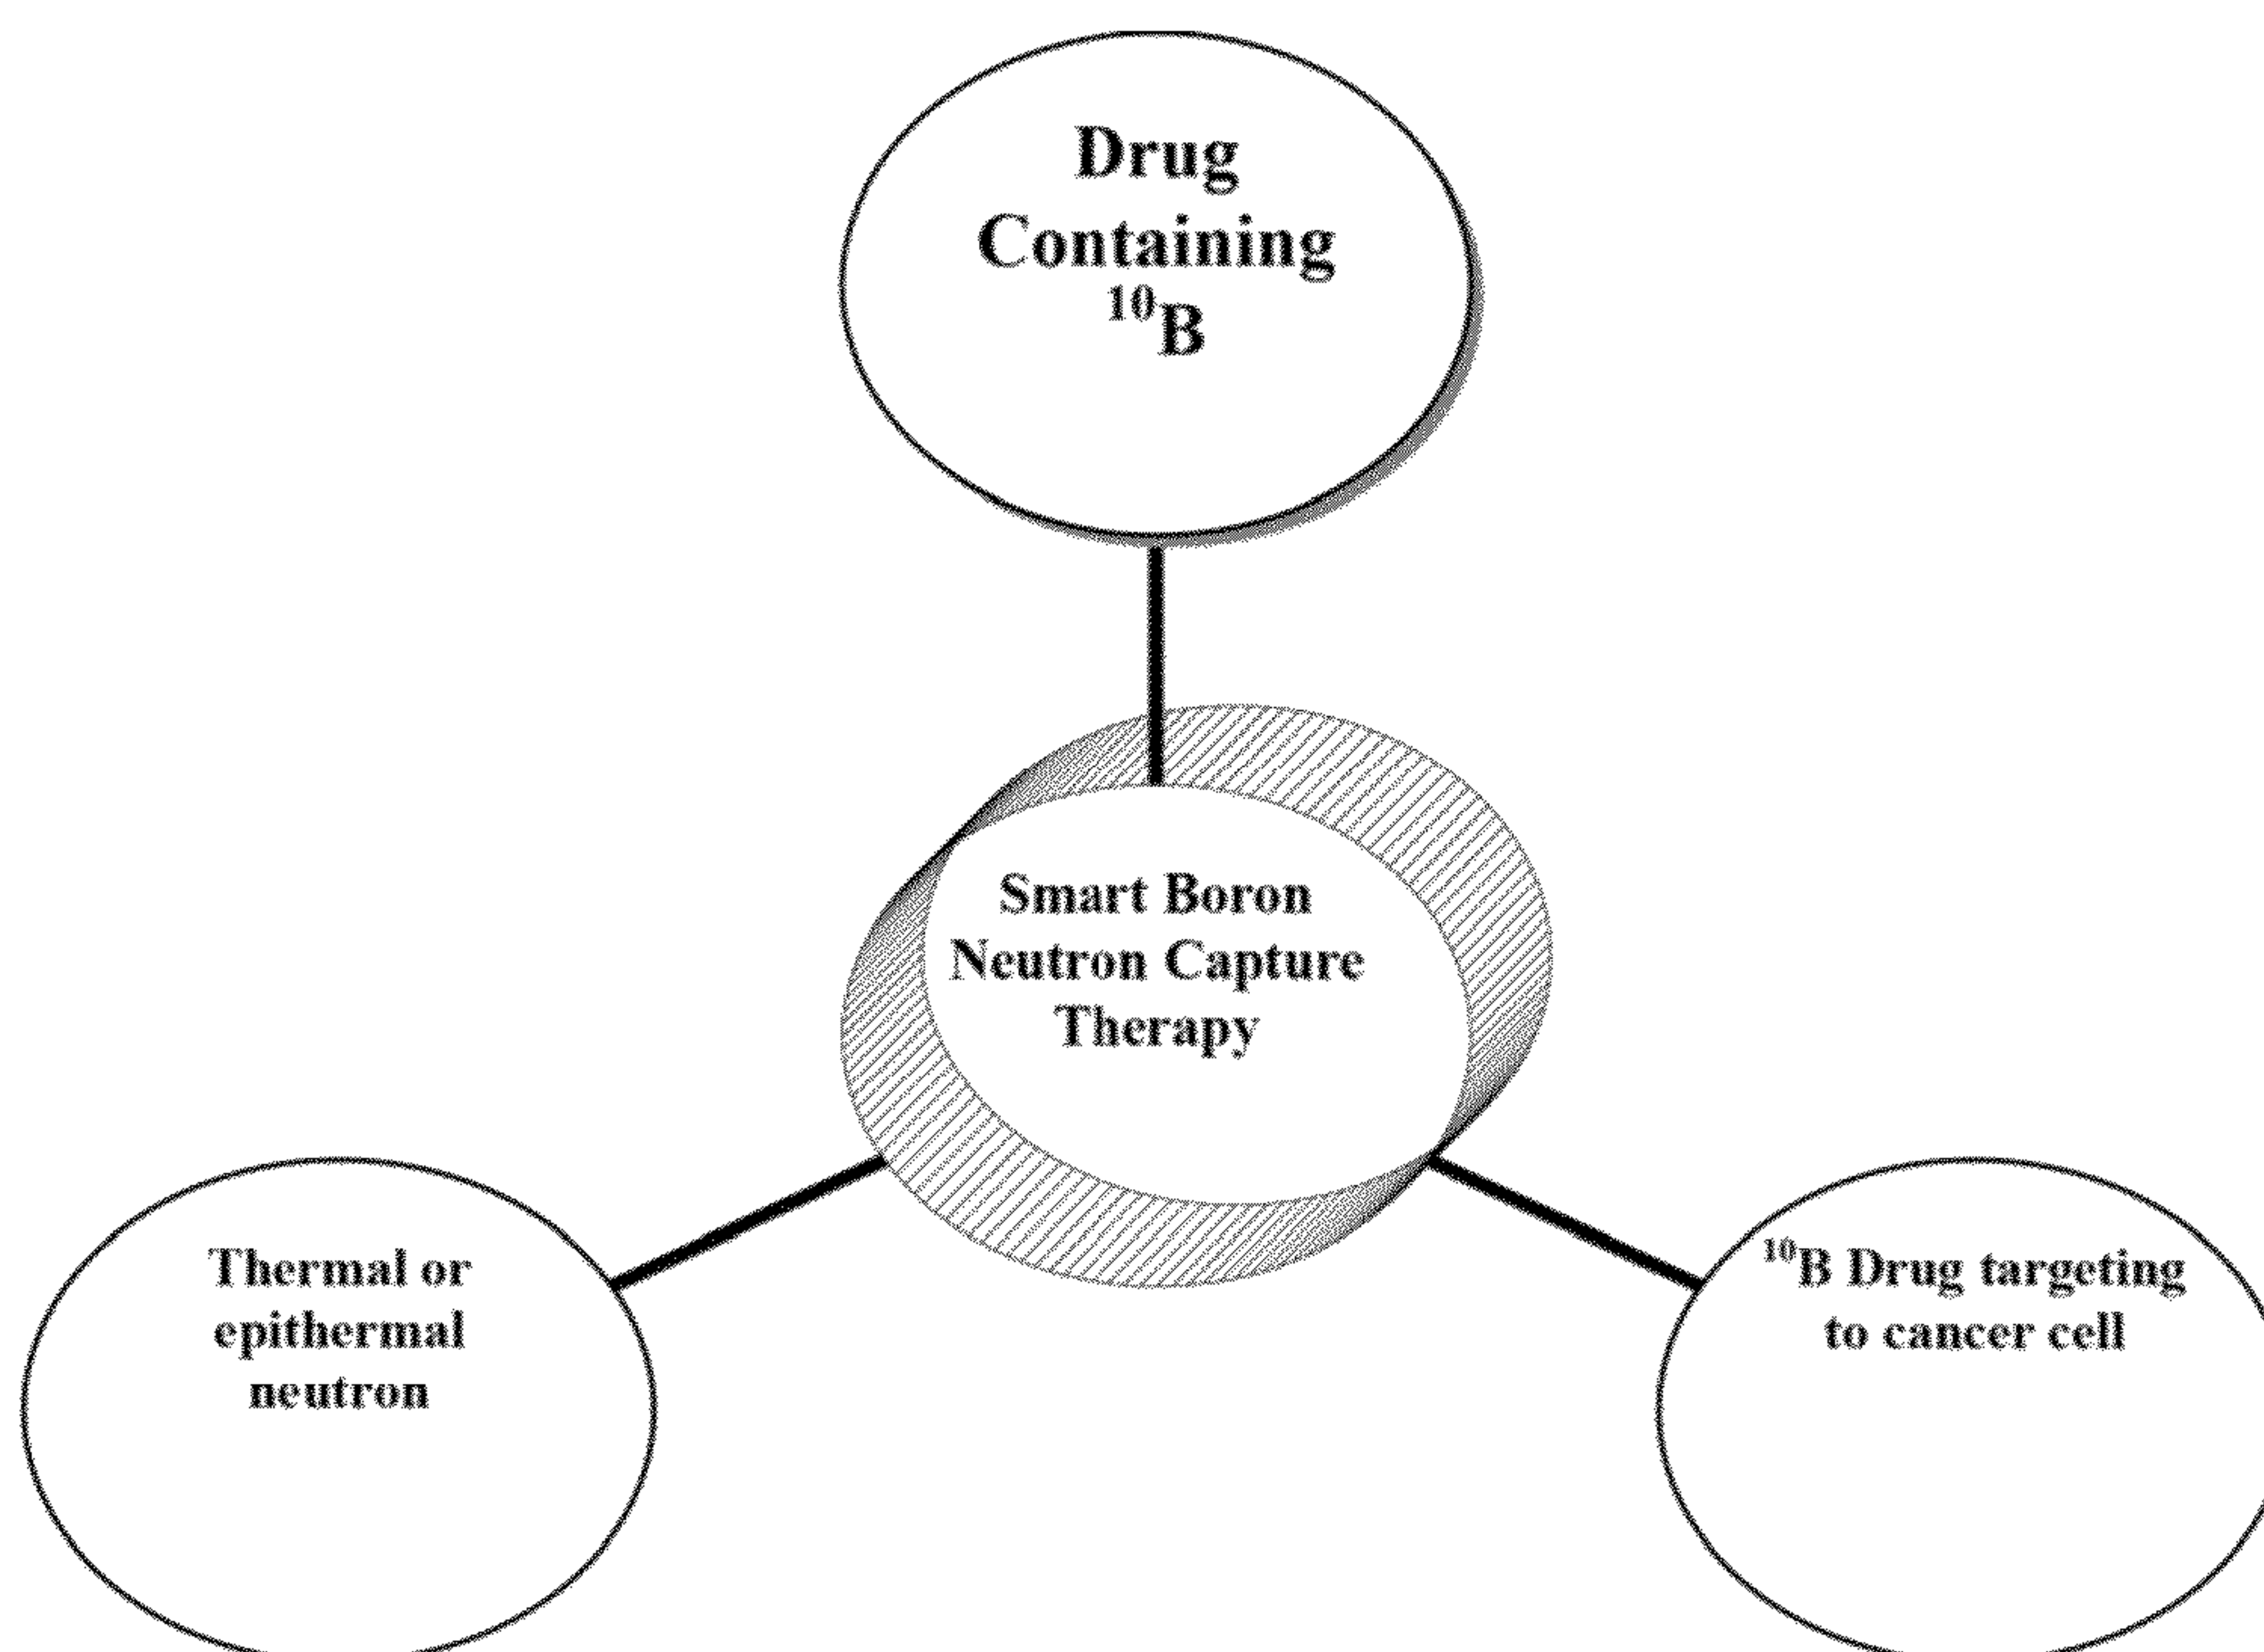 Drug
Containing
¹⁰B
Smart Boron
Neutron Capture
Therapy
Thermal or
epithermal
neutron
¹⁰B Drug targeting
to cancer cell